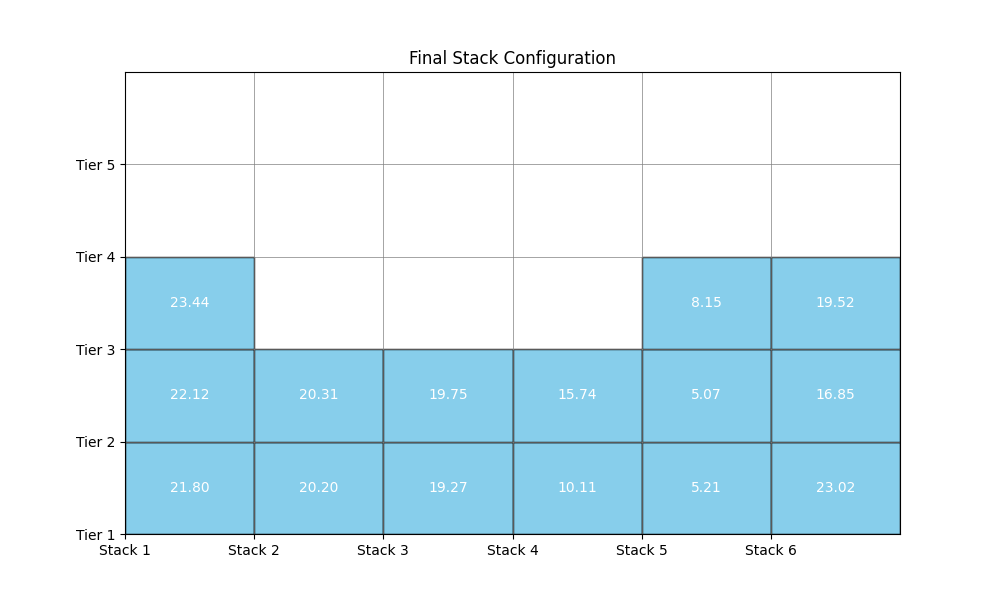 Final Stack Configuration
Tier 5
Tier 4
23.44 8.15 19.52
Tier 3
22.12 20.31 19.75 15.74 5.07 16.85
Tier 2
21.80 20.20 19.27 10.11 5.21 23.02
Tier 1
Stack 1 Stack 2 Stack 3 Stack 4 Stack 5 Stack 6